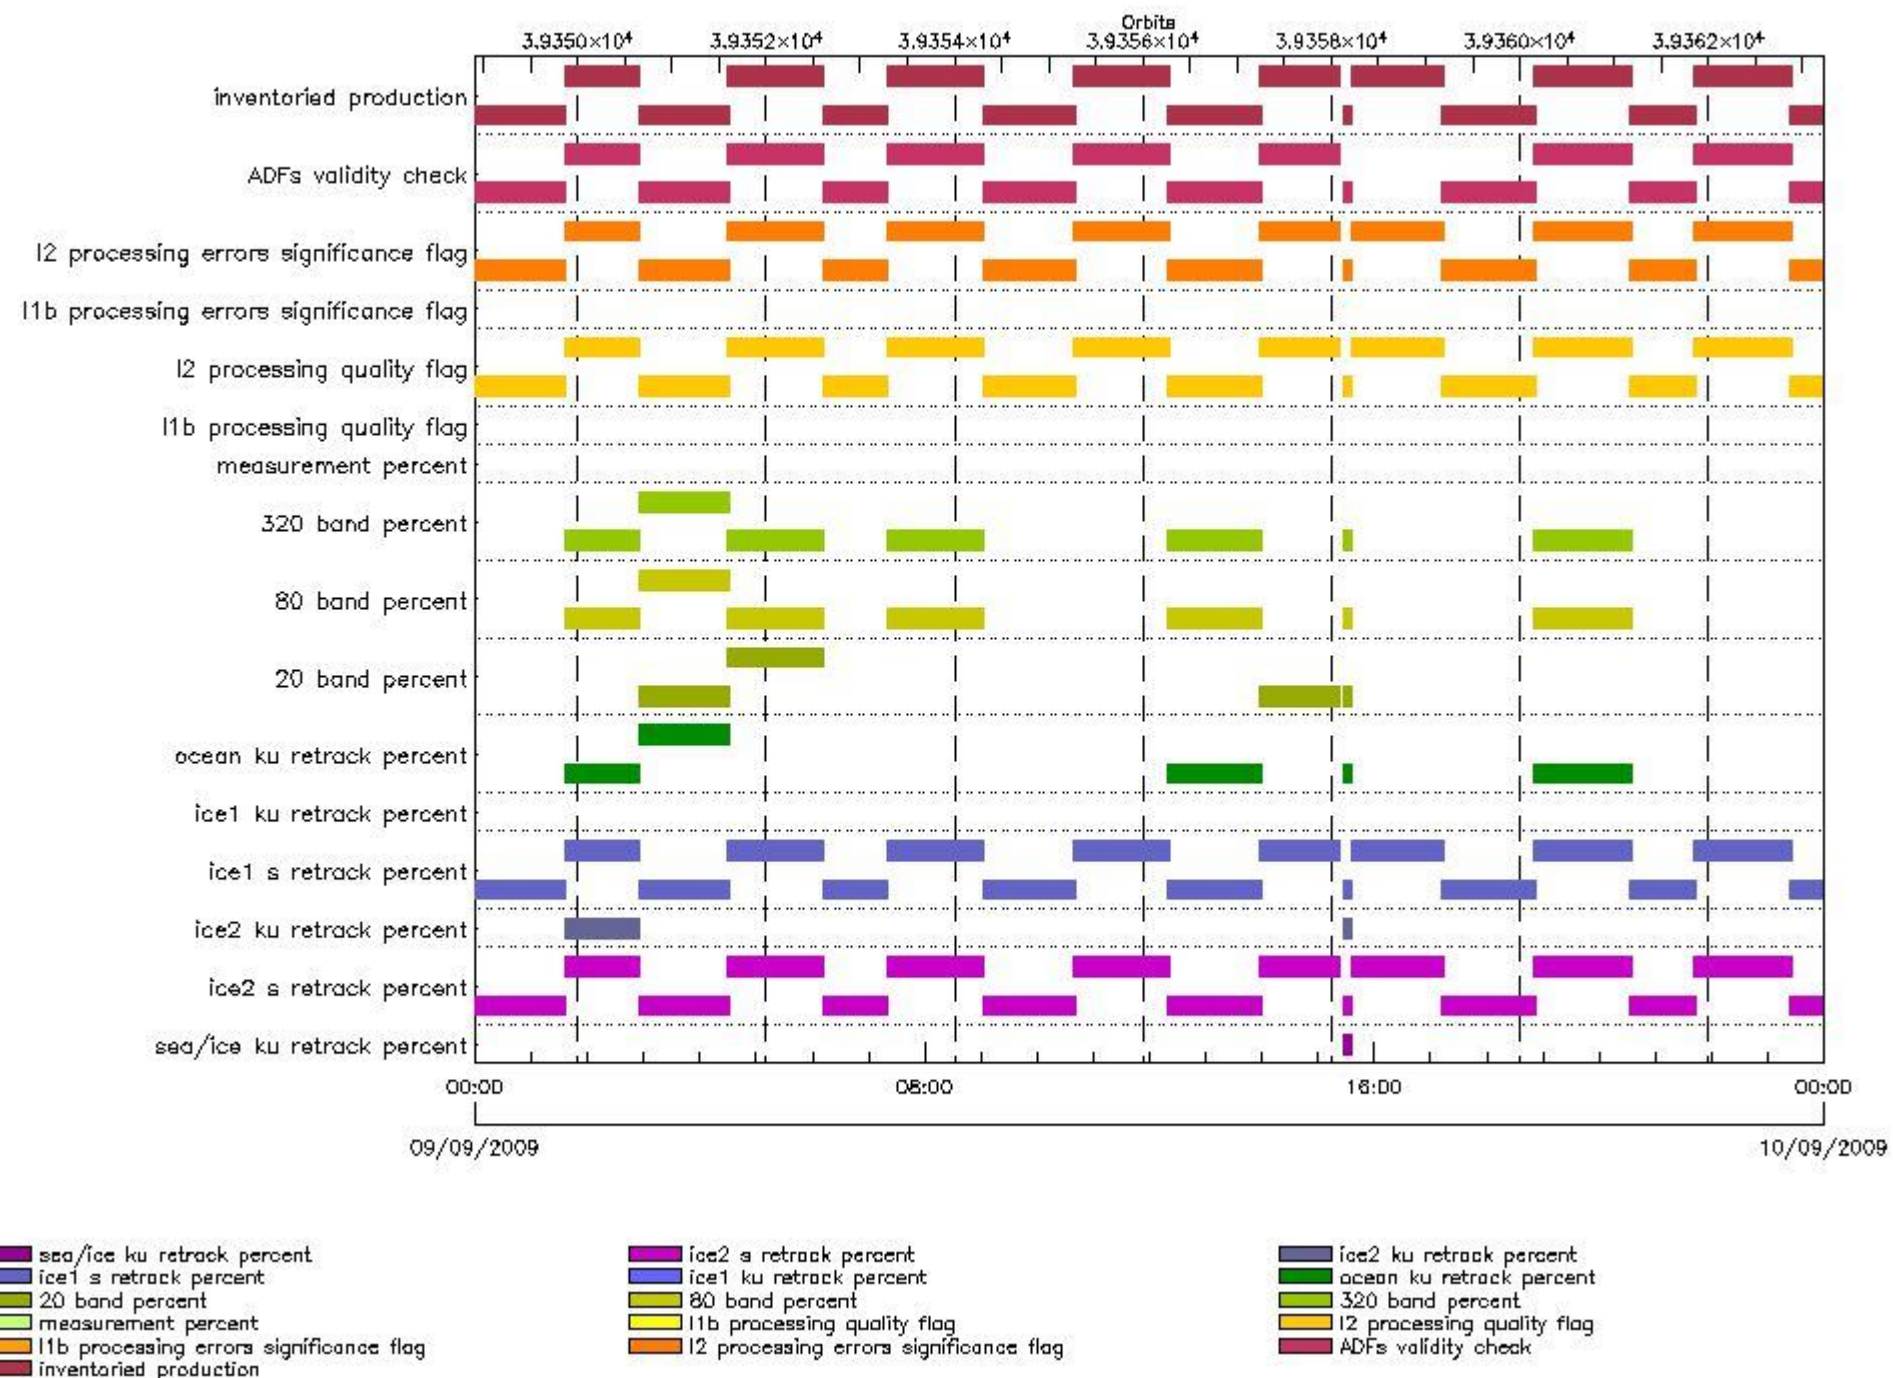 Orbits
3.9350×10⁴ 3.9352×10⁴ 3.9354×10⁴ 3.9356×10⁴ 3.9358×10⁴ 3.9360×10⁴ 3.9362×10⁴
inventoried production
ADFs validity check
l2 processing errors significance flag
l1b processing errors significance flag
l2 processing quality flag
l1b processing quality flag
measurement percent
320 band percent
80 band percent
20 band percent
ocean ku retrack percent
ice1 ku retrack percent
ice1 s retrack percent
ice2 ku retrack percent
ice2 s retrack percent
sea/ice ku retrack percent
00:00 08:00 16:00 00:00
09/09/2009 10/09/2009
sea/ice ku retrack percent ice2 s retrack percent ice2 ku retrack percent
ice1 s retrack percent ice1 ku retrack percent ocean ku retrack percent
20 band percent 80 band percent 320 band percent
measurement percent l1b processing quality flag l2 processing quality flag
l1b processing errors significance flag l2 processing errors significance flag ADFs validity check
inventoried production